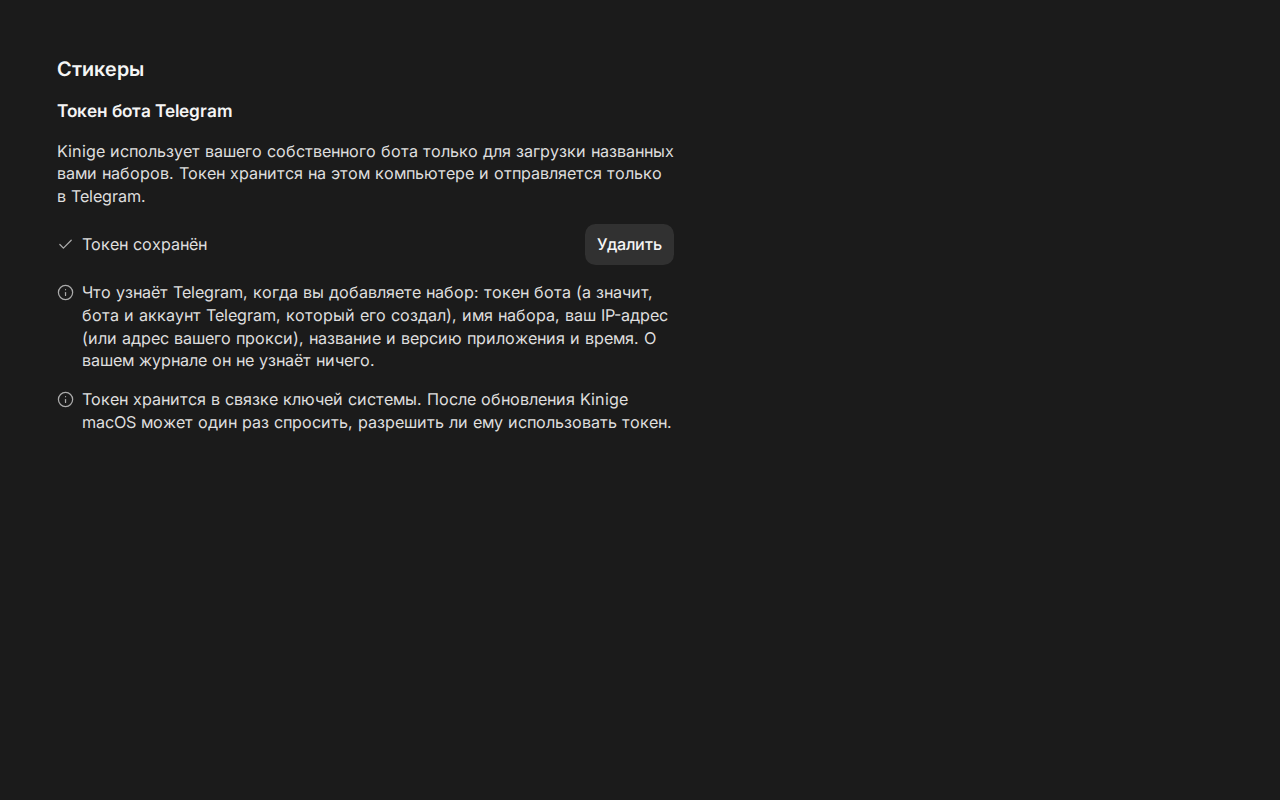 Стикеры
Токен бота Telegram
Kinige использует вашего собственного бота только для загрузки названных
вами наборов. Токен хранится на этом компьютере и отправляется только
в Telegram.
Токен сохранён
Удалить
Что узнаёт Telegram, когда вы добавляете набор: токен бота (а значит,
бота и аккаунт Telegram, который его создал), имя набора, ваш IP-адрес
(или адрес вашего прокси), название и версию приложения и время. О
вашем журнале он не узнаёт ничего.
Токен хранится в связке ключей системы. После обновления Kinige
macOS может один раз спросить, разрешить ли ему использовать токен.